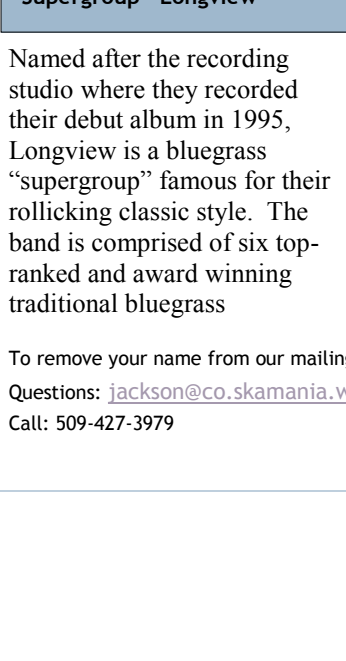 Supergroup - Longview
Named after the recording
studio where they recorded
their debut album in 1995,
Longview is a bluegrass
“supergroup” famous for their
rollicking classic style.  The
band is comprised of six top-
ranked and award winning
traditional bluegrass
To remove your name from our mailing
Questions: jackson@co.skamania.w
Call: 509-427-3979